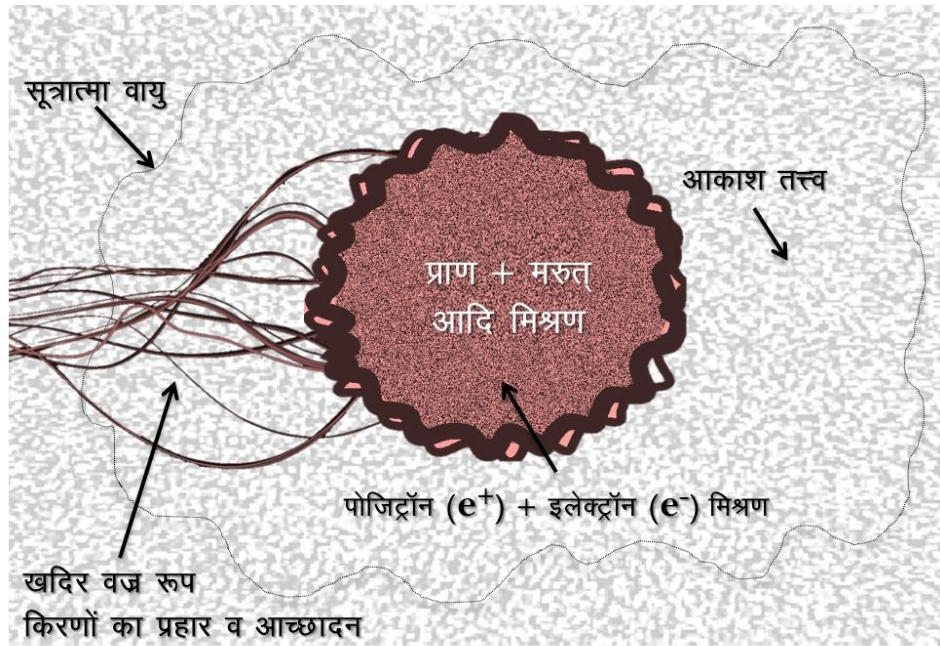 सूत्रात्मा वायु
आकाश तत्त्व
प्राण + मरुत्
आदि मिश्रण
पोजिट्रॉन (e⁺) + इलेक्ट्रॉन (e⁻) मिश्रण
खदिर वज्र रूप
किरणों का प्रहार व आच्छादन